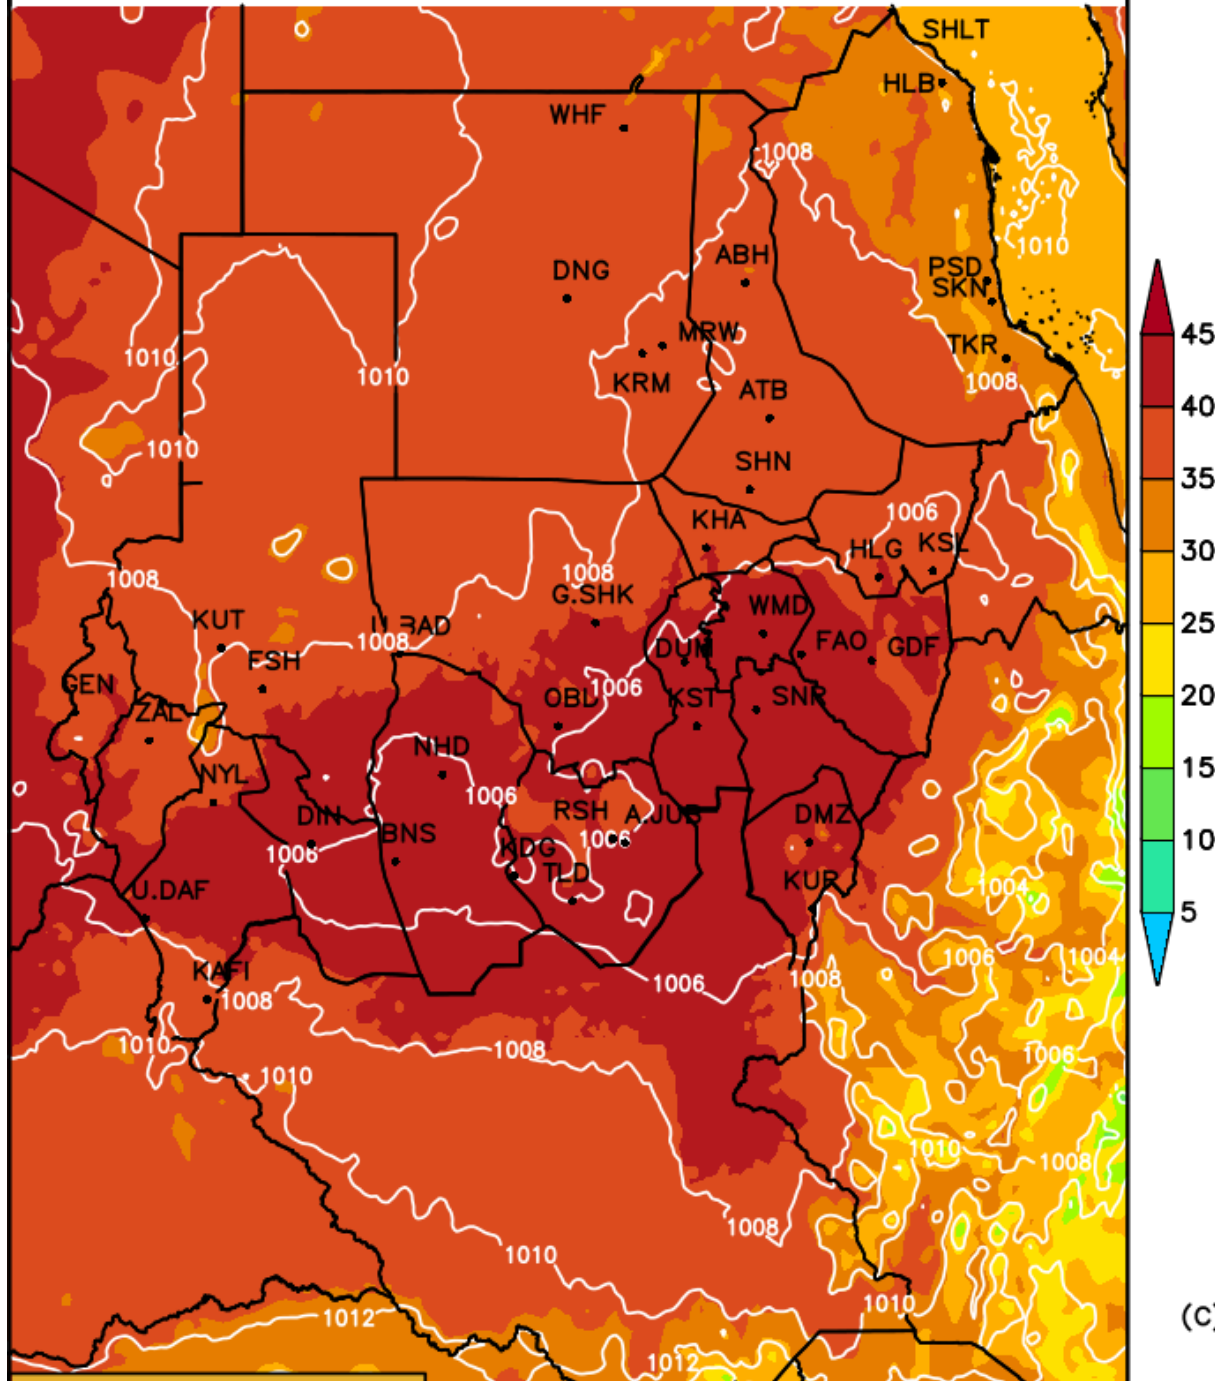 SHLT
HLB
WHF
1008
1010
ABH
DNG
PSD
SKN
45
MRW
TKR
1010
1010
KRM
1008
40
ATB
1010
SHN
35
1006
KHA
HLG
KSL
30
1008
1008
G.SHK
WMD
KUT
1008
25
FSH
DUM
FAO
GDF
GEN
1006
OBD
KST
SNR
20
ZAL
NHD
NYL
15
1006
RSH
A.JUB
DMZ
DIN
BNS
1006
10
1006
KDG
TLD
KUR
U.DAF
1004
5
1006
1004
KAFI
1008
1006
1008
1010
1008
1006
1010
1010
1008
1008
1010
1010
1012
(C)
1012